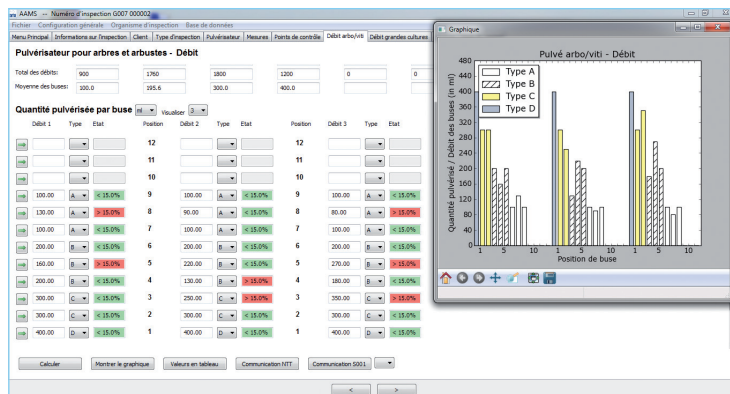 AAMS — Numéro d'inspection G007 000002
Fichier Configuration générale Organisme d'inspection Base de données
Menu Principal Informations sur l'inspection Client Type d'inspection Pulvérisateur Mesures Points de contrôle Débit arbo/viti Débit grandes cultures
Pulvérisateur pour arbres et arbustes - Débit
Total des débits: 900 1760 1800 1200 0 0
Moyenne des buses: 100.0 195.6 300.0 400.0
Quantité pulvérisée par buse ml Visualiser 3
Débit 1 Type Etat Position Débit 2 Type Etat Position Débit 3 Type Etat
12 12
11 11
10 10
100.00 A < 15.0% 9 100.00 A < 15.0% 9 100.00 A < 15.0%
130.00 A > 15.0% 8 90.00 A < 15.0% 8 80.00 A > 15.0%
100.00 A < 15.0% 7 100.00 A < 15.0% 7 100.00 A < 15.0%
200.00 B < 15.0% 6 200.00 B < 15.0% 6 200.00 B < 15.0%
160.00 B > 15.0% 5 220.00 B < 15.0% 5 270.00 B > 15.0%
200.00 B < 15.0% 4 130.00 B > 15.0% 4 180.00 B < 15.0%
300.00 C < 15.0% 3 250.00 C > 15.0% 3 350.00 C > 15.0%
300.00 C < 15.0% 2 300.00 C < 15.0% 2 300.00 C < 15.0%
400.00 D < 15.0% 1 400.00 D < 15.0% 1 400.00 D < 15.0%
Calculer Montrer le graphique Valeurs en tableau Communication NTT Communication S001
< >
Graphique
Pulvé arbo/viti - Débit
Quantité pulvérisé / Débit des buses (in ml)
480
440
400
360
320
280
240
200
160
120
80
40
0
Type A
Type B
Type C
Type D
1 5 10 1 5 10 1 5 10
Position de buse